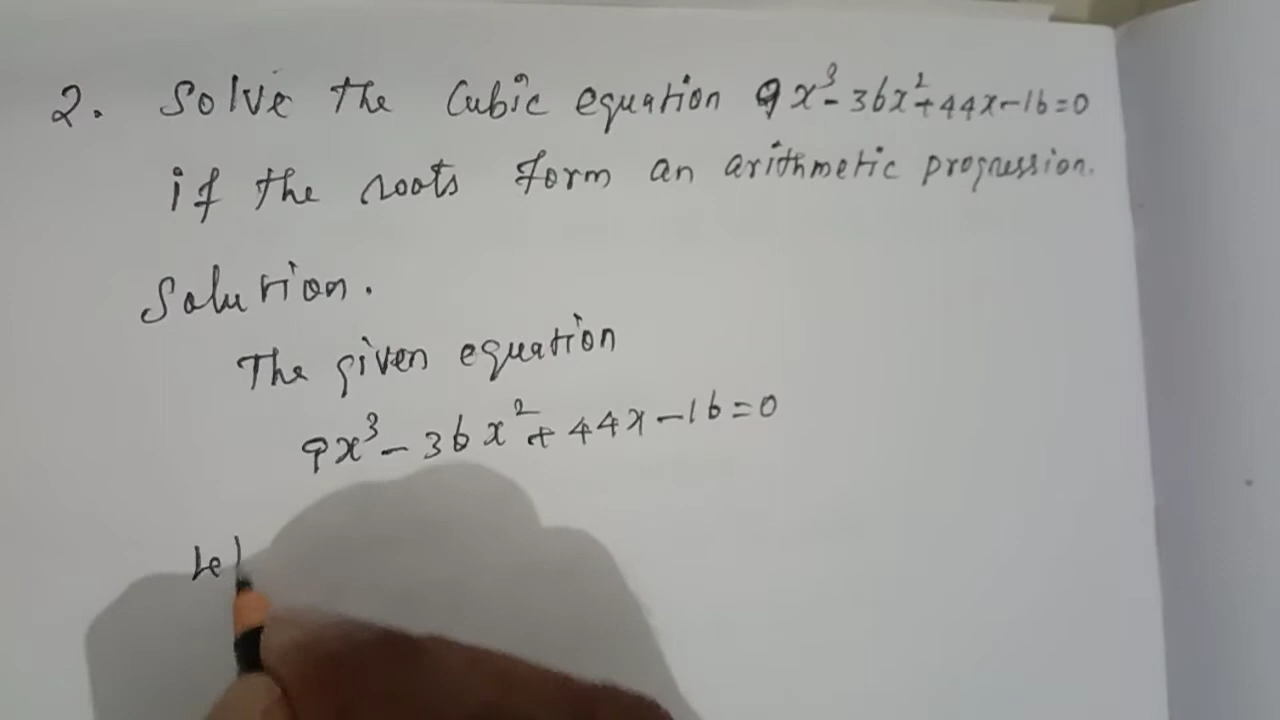 2. Solve the Cubic equation 9x³-36x²+44x-16=0
if the roots form an arithmetic progression.
Solution.
The given equation
9x³-36x²+44x-16=0
Let